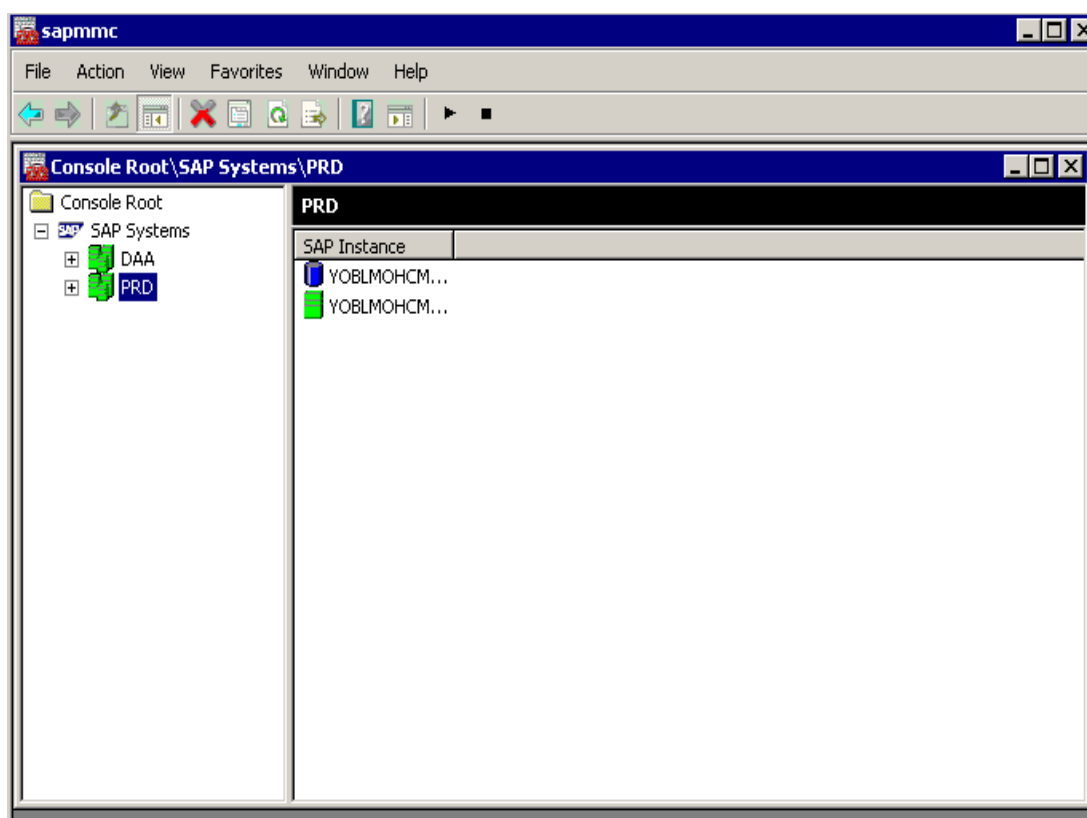 sapmmc
File Action View Favorites Window Help
Console Root\SAP Systems\PRD
Console Root
PRD
SAP SAP Systems
SAP Instance
DAA
YOBLMOHCM...
PRD
YOBLMOHCM...